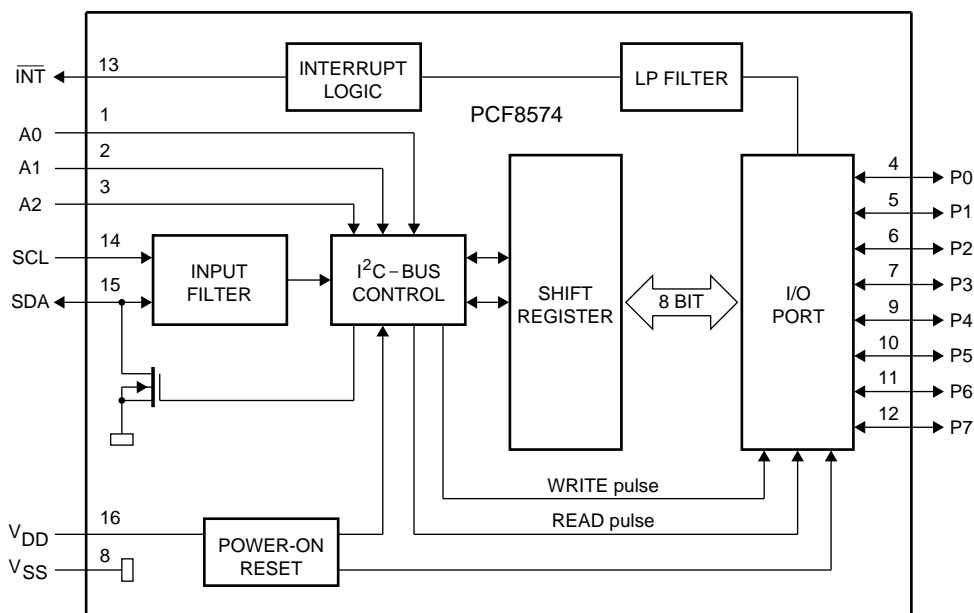 INT
13
INTERRUPT
LOGIC
LP FILTER
PCF8574
A0
1
A1
2
A2
3
SCL
14
SDA
15
INPUT
FILTER
I²C–BUS
CONTROL
SHIFT
REGISTER
8 BIT
I/O
PORT
4
P0
5
P1
6
P2
7
P3
9
P4
10
P5
11
P6
12
P7
WRITE pulse
READ pulse
VDD
16
VSS
8
POWER-ON
RESET